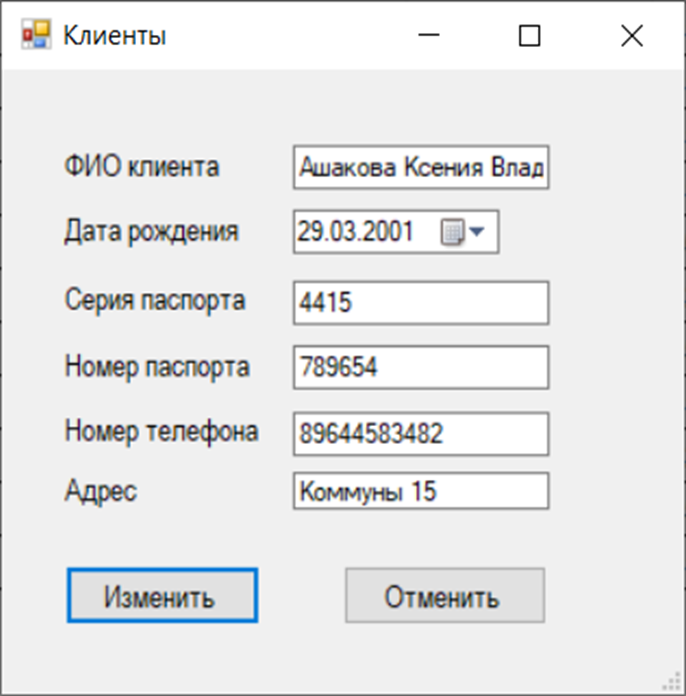 Клиенты
ФИО клиента Ашакова Ксения Влад
Дата рождения 29.03.2001
Серия паспорта 4415
Номер паспорта 789654
Номер телефона 89644583482
Адрес Коммуны 15
Изменить Отменить